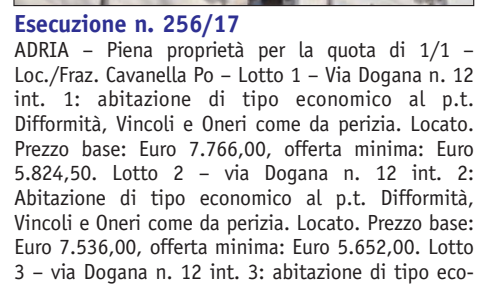 Esecuzione n. 256/17
ADRIA – Piena proprietà per la quota di 1/1 –
Loc./Fraz. Cavanella Po – Lotto 1 – Via Dogana n. 12
int. 1: abitazione di tipo economico al p.t.
Difformità, Vincoli e Oneri come da perizia. Locato.
Prezzo base: Euro 7.766,00, offerta minima: Euro
5.824,50. Lotto 2 – via Dogana n. 12 int. 2:
Abitazione di tipo economico al p.t. Difformità,
Vincoli e Oneri come da perizia. Locato. Prezzo base:
Euro 7.536,00, offerta minima: Euro 5.652,00. Lotto
3 – via Dogana n. 12 int. 3: abitazione di tipo eco-